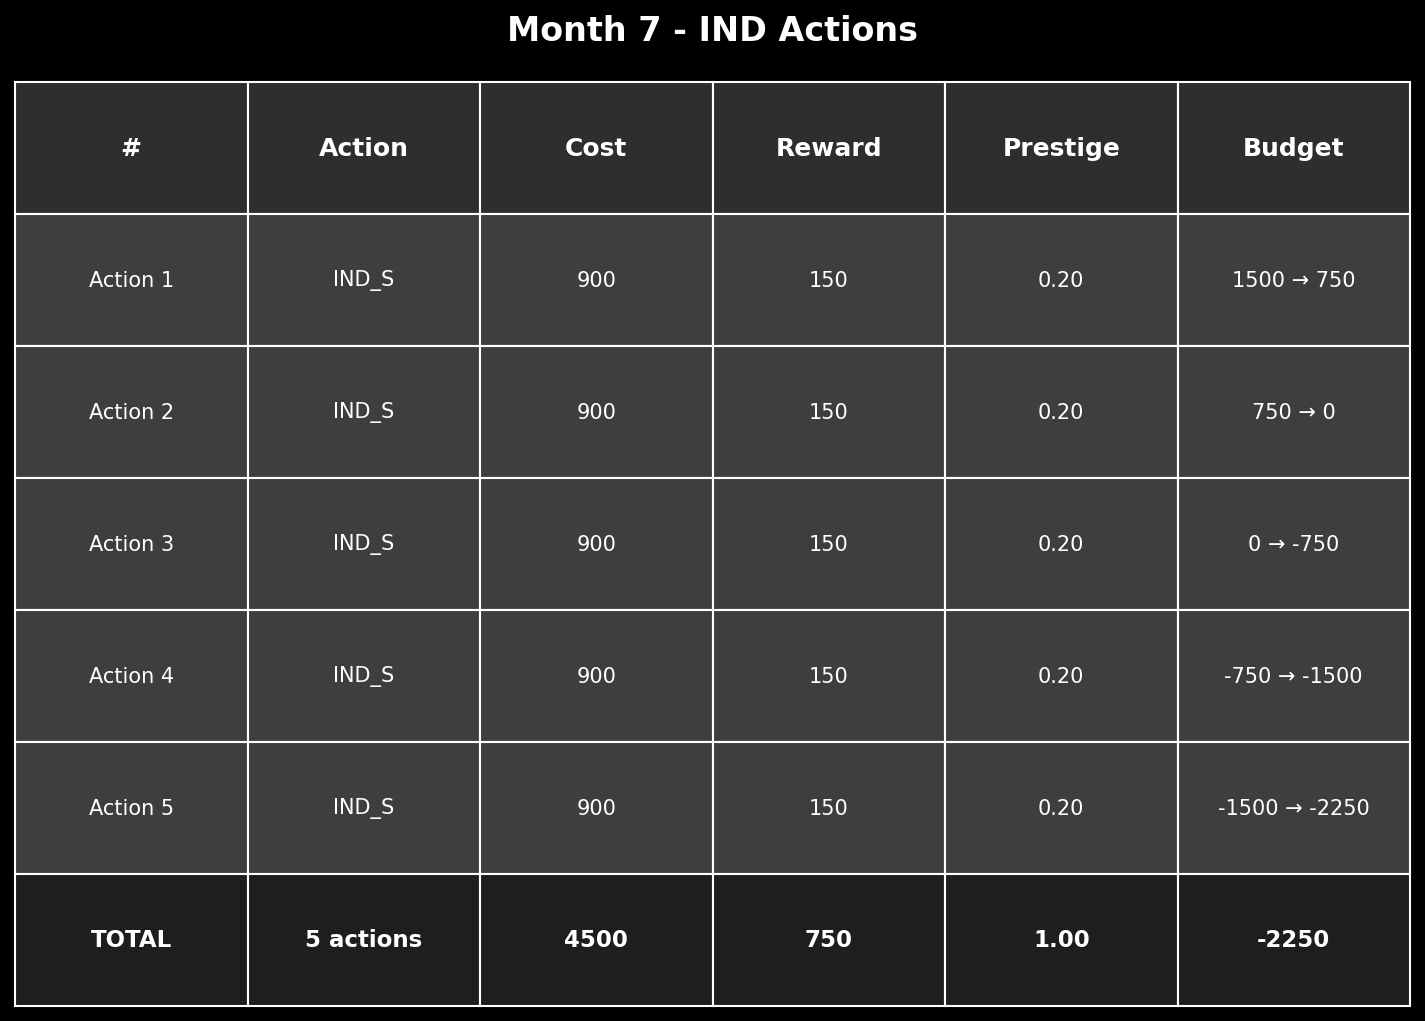 Month 7 - IND Actions
# Action Cost Reward Prestige Budget
Action 1 IND_S 900 150 0.20 1500 → 750
Action 2 IND_S 900 150 0.20 750 → 0
Action 3 IND_S 900 150 0.20 0 → -750
Action 4 IND_S 900 150 0.20 -750 → -1500
Action 5 IND_S 900 150 0.20 -1500 → -2250
TOTAL 5 actions 4500 750 1.00 -2250